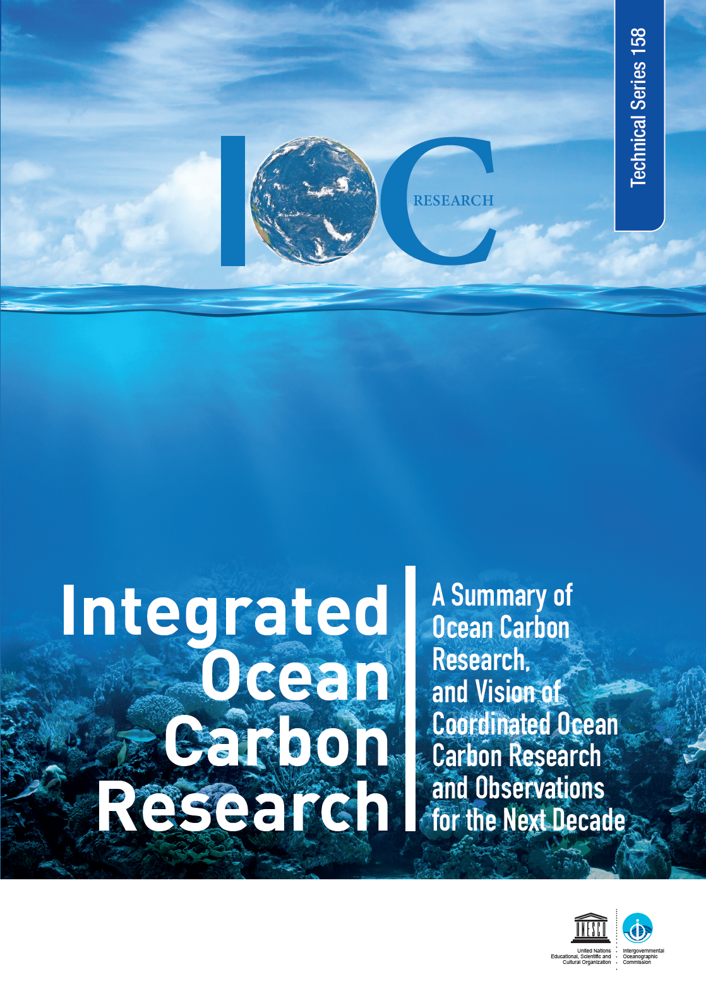 Technical Series 158
IOC
RESEARCH
Integrated
Ocean
Carbon
Research
A Summary of
Ocean Carbon
Research,
and Vision of
Coordinated Ocean
Carbon Research
and Observations
for the Next Decade
UNESCO
United Nations
Educational, Scientific and
Cultural Organization
Intergovernmental
Oceanographic
Commission